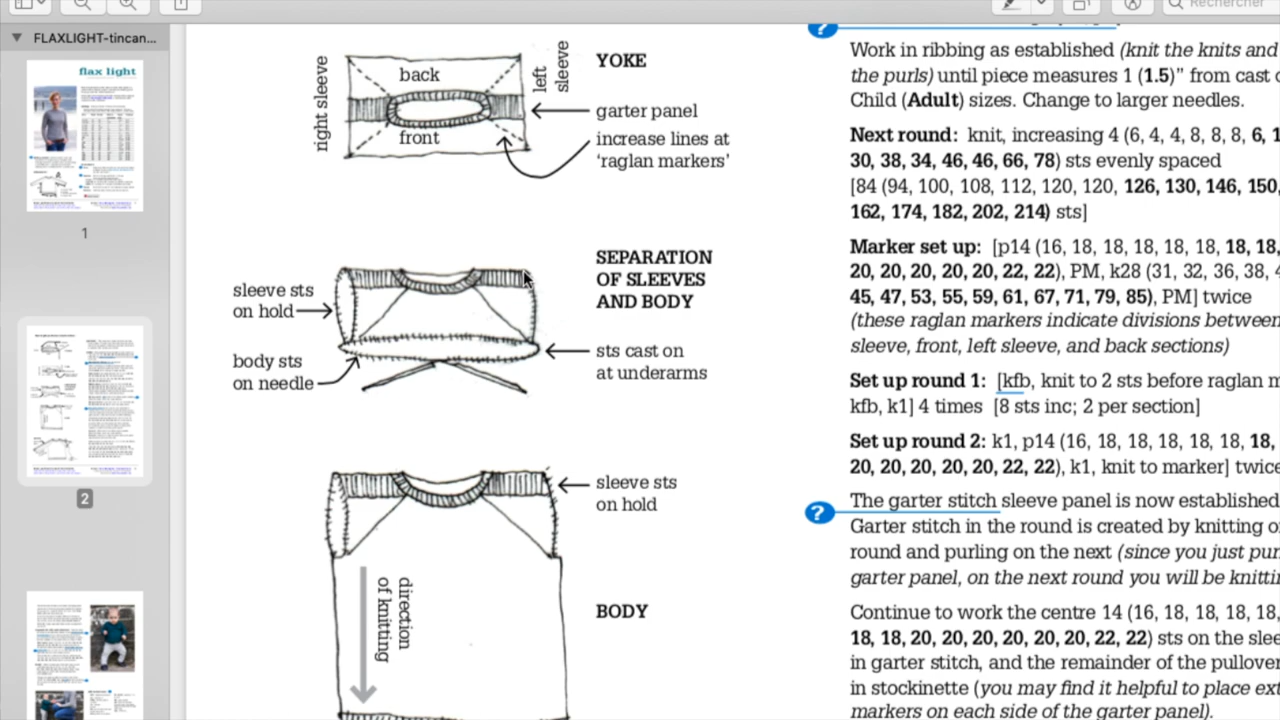 Rechercher
FLAXLIGHT-tincan...
flax light
1
2
right sleeve
back
front
left
sleeve
YOKE
garter panel
increase lines at
‘raglan markers’
SEPARATION
OF SLEEVES
AND BODY
sleeve sts
on hold
body sts
on needle
sts cast on
at underarms
sleeve sts
on hold
direction
of knitting
BODY
?
Work in ribbing as established (knit the knits and
the purls) until piece measures 1 (1.5)" from cast
Child (Adult) sizes. Change to larger needles.
Next round: knit, increasing 4 (6, 4, 4, 8, 8, 8, 6,
30, 38, 34, 46, 46, 66, 78) sts evenly spaced
[84 (94, 100, 108, 112, 120, 120, 126, 130, 146, 150,
162, 174, 182, 202, 214) sts]
Marker set up: [p14 (16, 18, 18, 18, 18, 18, 18, 18,
20, 20, 20, 20, 20, 22, 22), PM, k28 (31, 32, 36, 38,
45, 47, 53, 55, 59, 61, 67, 71, 79, 85), PM] twice
(these raglan markers indicate divisions between
sleeve, front, left sleeve, and back sections)
Set up round 1: [kfb, knit to 2 sts before raglan
kfb, k1] 4 times [8 sts inc; 2 per section]
Set up round 2: k1, p14 (16, 18, 18, 18, 18, 18, 18,
20, 20, 20, 20, 20, 22, 22), k1, knit to marker] twice
?
The garter stitch sleeve panel is now established
Garter stitch in the round is created by knitting
round and purling on the next (since you just
garter panel, on the next round you will be
Continue to work the centre 14 (16, 18, 18, 18, 18,
18, 18, 20, 20, 20, 20, 20, 20, 22, 22) sts on the
in garter stitch, and the remainder of the
in stockinette (you may find it helpful to place
markers on each side of the garter panel).